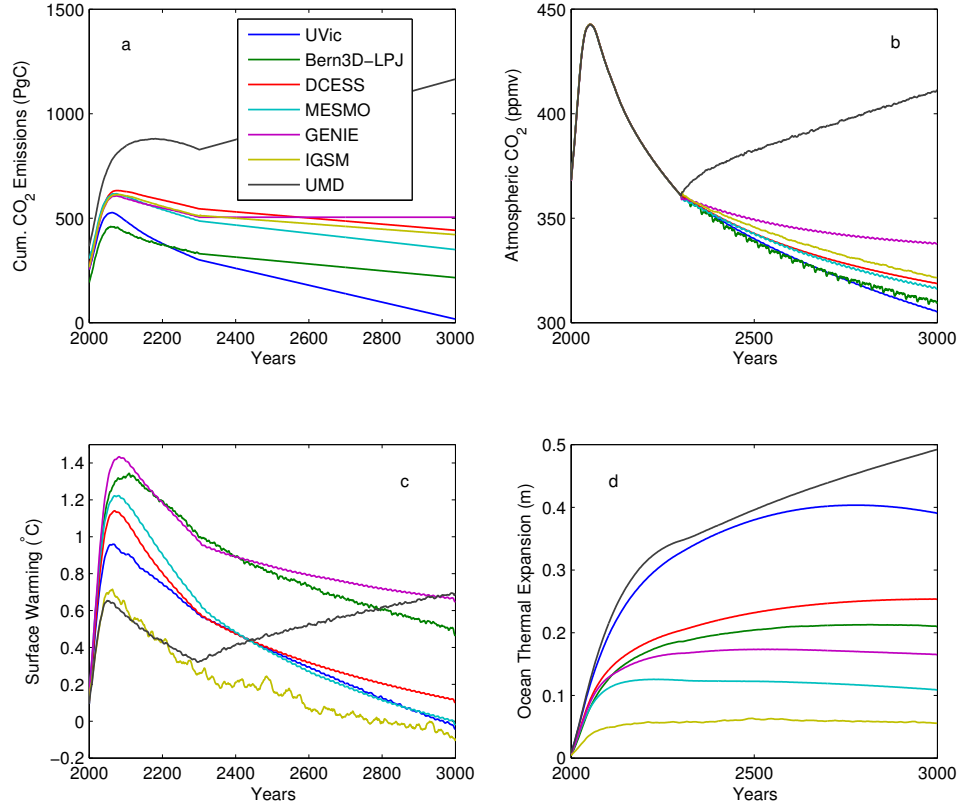 a
Cum. CO2 Emissions (PgC)
1500
1000
500
0
2000 2200 2400 2600 2800 3000
Years
UVic
Bern3D−LPJ
DCESS
MESMO
GENIE
IGSM
UMD
b
Atmospheric CO2 (ppmv)
450
400
350
300
2000 2500 3000
Years
c
Surface Warming (°C)
1.4
1.2
1
0.8
0.6
0.4
0.2
0
−0.2
2000 2200 2400 2600 2800 3000
Years
d
Ocean Thermal Expansion (m)
0.5
0.4
0.3
0.2
0.1
0
2000 2500 3000
Years